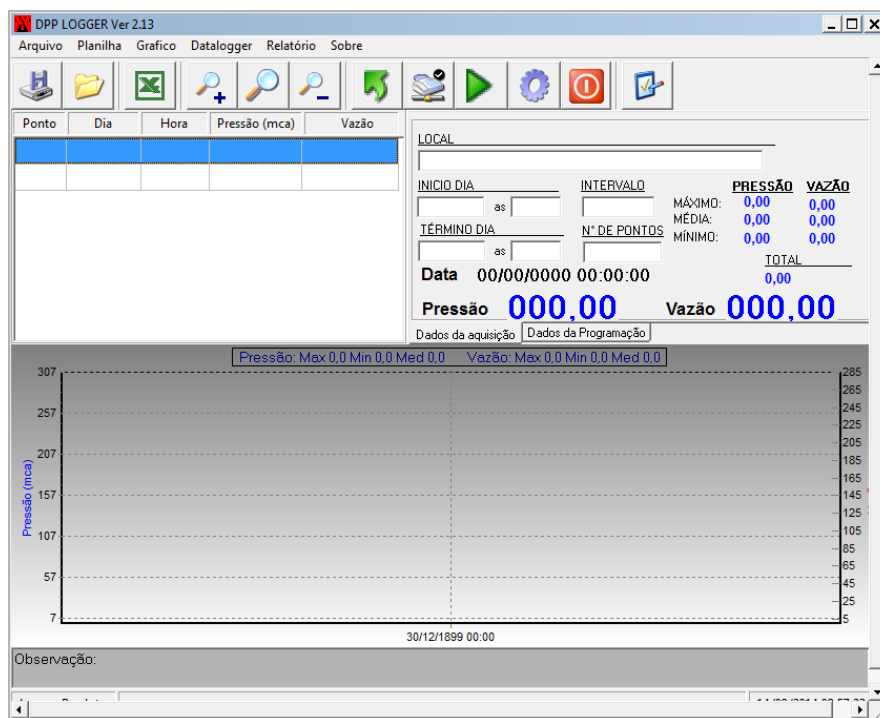 DPP LOGGER Ver 2.13
Arquivo Planilha Grafico Datalogger Relatório Sobre
Ponto Dia Hora Pressão (mca) Vazão
LOCAL
INICIO DIA INTERVALO
as
PRESSÃO VAZÃO
MÁXIMO: 0,00 0,00
MÉDIA: 0,00 0,00
MÍNIMO: 0,00 0,00
TÉRMINO DIA N° DE PONTOS
as
TOTAL
0,00
Data 00/00/0000 00:00:00
Pressão 000,00 Vazão 000,00
Dados da aquisição Dados da Programação
Pressão: Max 0,0 Min 0,0 Med 0,0 Vazão: Max 0,0 Min 0,0 Med 0,0
307
257
207
157
107
57
7
Pressão (mca)
285
265
245
225
205
185
165
145
125
105
85
65
45
25
5
30/12/1899 00:00
Observação: